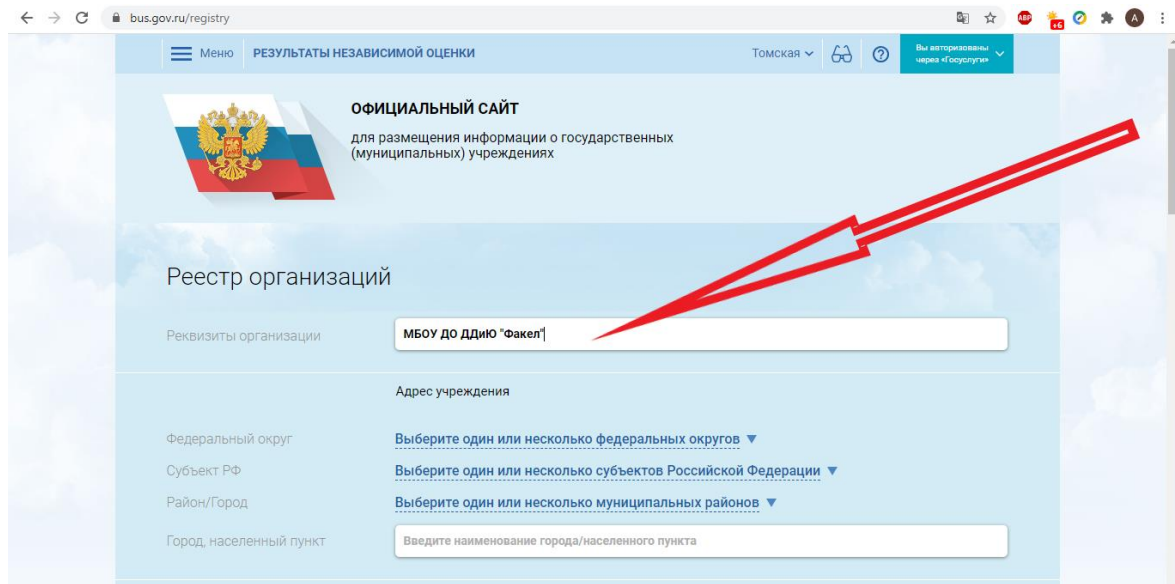 bus.gov.ru/registry
ABP
+6
A
Меню РЕЗУЛЬТАТЫ НЕЗАВИСИМОЙ ОЦЕНКИ Томская Вы авторизованы через «Госуслуги»
ОФИЦИАЛЬНЫЙ САЙТ
для размещения информации о государственных
(муниципальных) учреждениях
Реестр организаций
Реквизиты организации МБОУ ДО ДДиЮ "Факел"
Адрес учреждения
Федеральный округ Выберите один или несколько федеральных округов
Субъект РФ Выберите один или несколько субъектов Российской Федерации
Район/Город Выберите один или несколько муниципальных районов
Город, населенный пункт Введите наименование города/населенного пункта